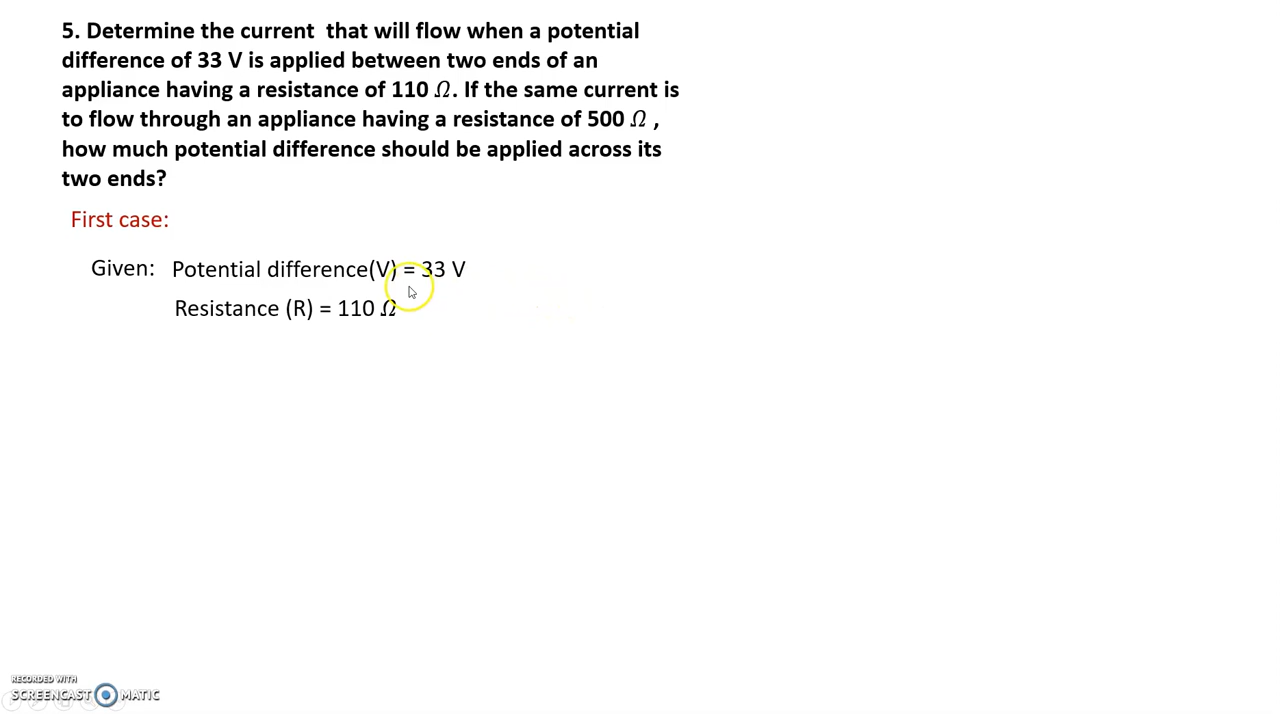 5. Determine the current  that will flow when a potential
difference of 33 V is applied between two ends of an
appliance having a resistance of 110 Ω. If the same current is
to flow through an appliance having a resistance of 500 Ω ,
how much potential difference should be applied across its
two ends?
First case:
Given: Potential difference(V) = 33 V
Resistance (R) = 110 Ω
RECORDED WITH
SCREENCAST MATIC